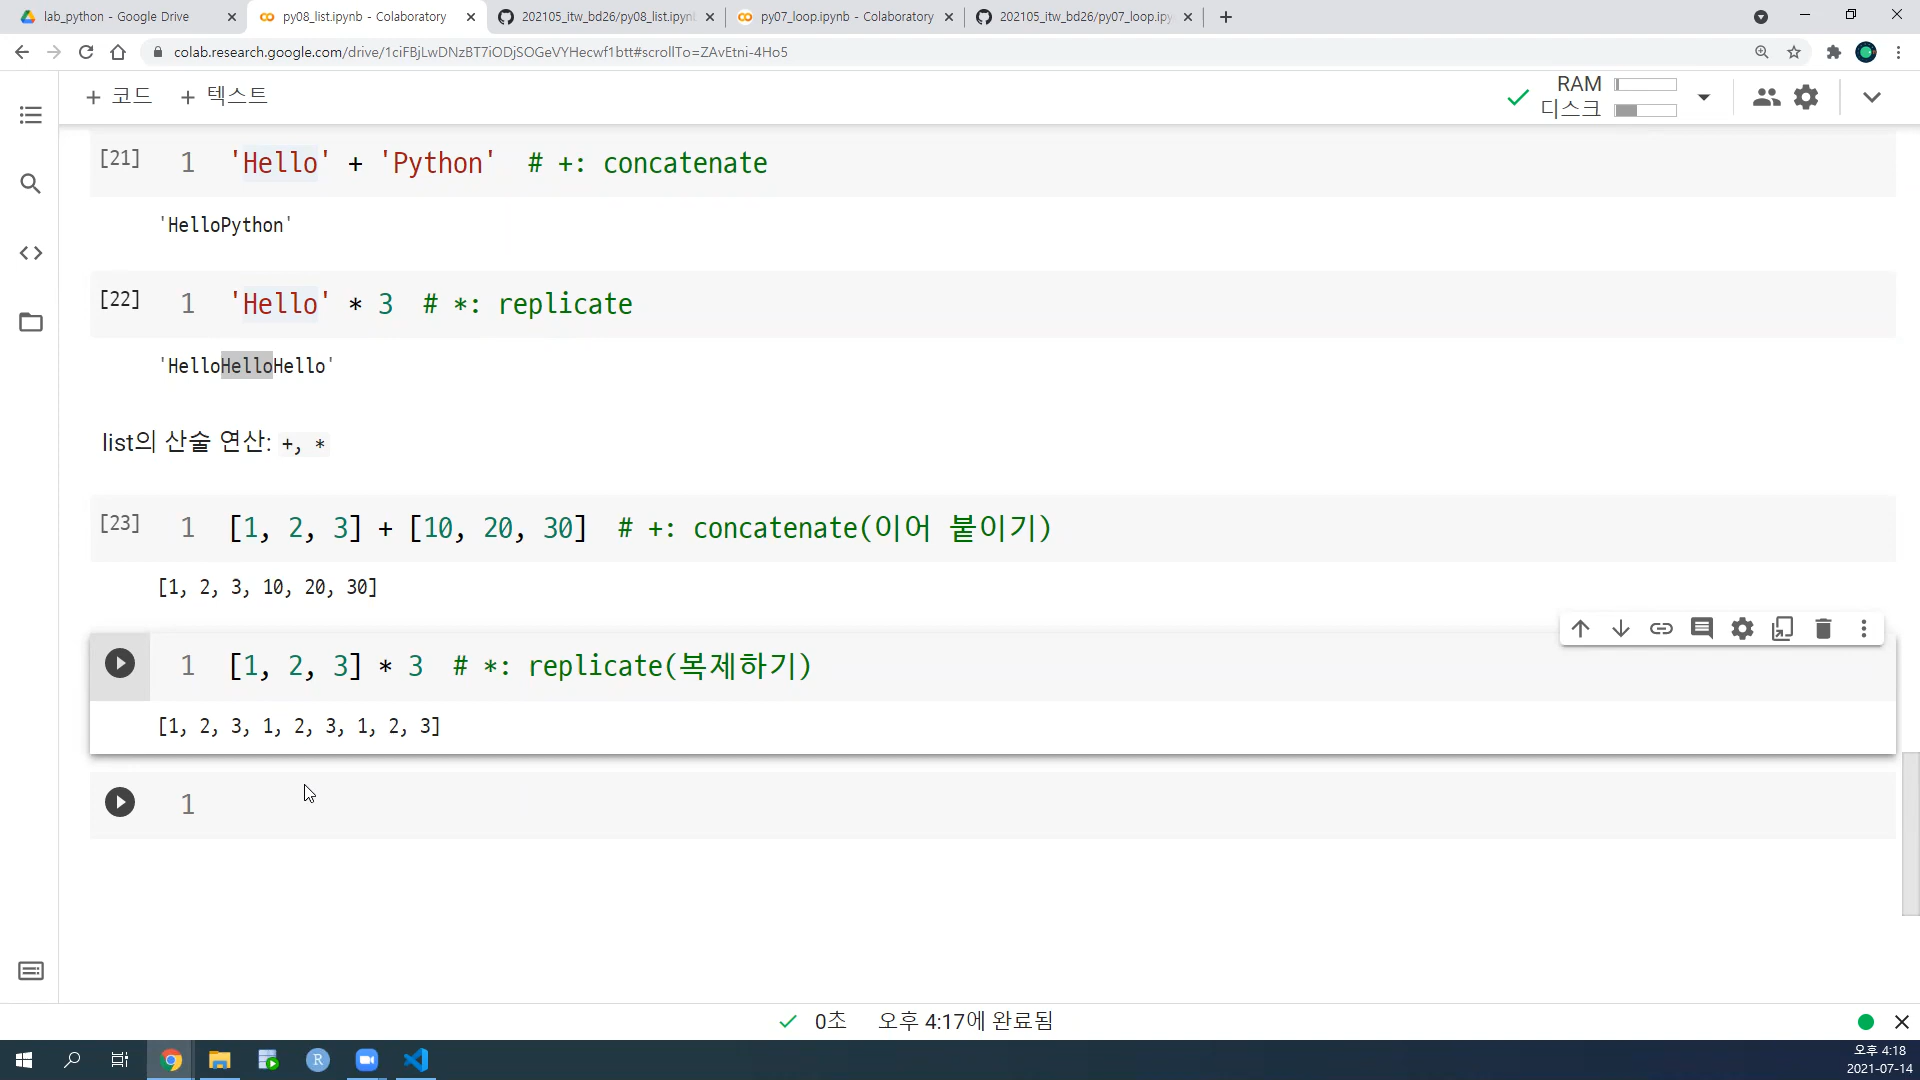 lab_python - Google Drive
py08_list.ipynb - Colaboratory
202105_itw_bd26/py08_list.ipyn
py07_loop.ipynb - Colaboratory
202105_itw_bd26/py07_loop.ipy
colab.research.google.com/drive/1ciFBjLwDNzBT7iODjSOGeVYHecwf1btt#scrollTo=ZAvEtni-4Ho5
+ 코드 + 텍스트
RAM
디스크
[21] 1 'Hello' + 'Python' # +: concatenate
'HelloPython'
[22] 1 'Hello' * 3 # *: replicate
'HelloHelloHello'
list의 산술 연산: +, *
[23] 1 [1, 2, 3] + [10, 20, 30] # +: concatenate(이어 붙이기)
[1, 2, 3, 10, 20, 30]
1 [1, 2, 3] * 3 # *: replicate(복제하기)
[1, 2, 3, 1, 2, 3, 1, 2, 3]
1
0초 오후 4:17에 완료됨
오후 4:18
2021-07-14